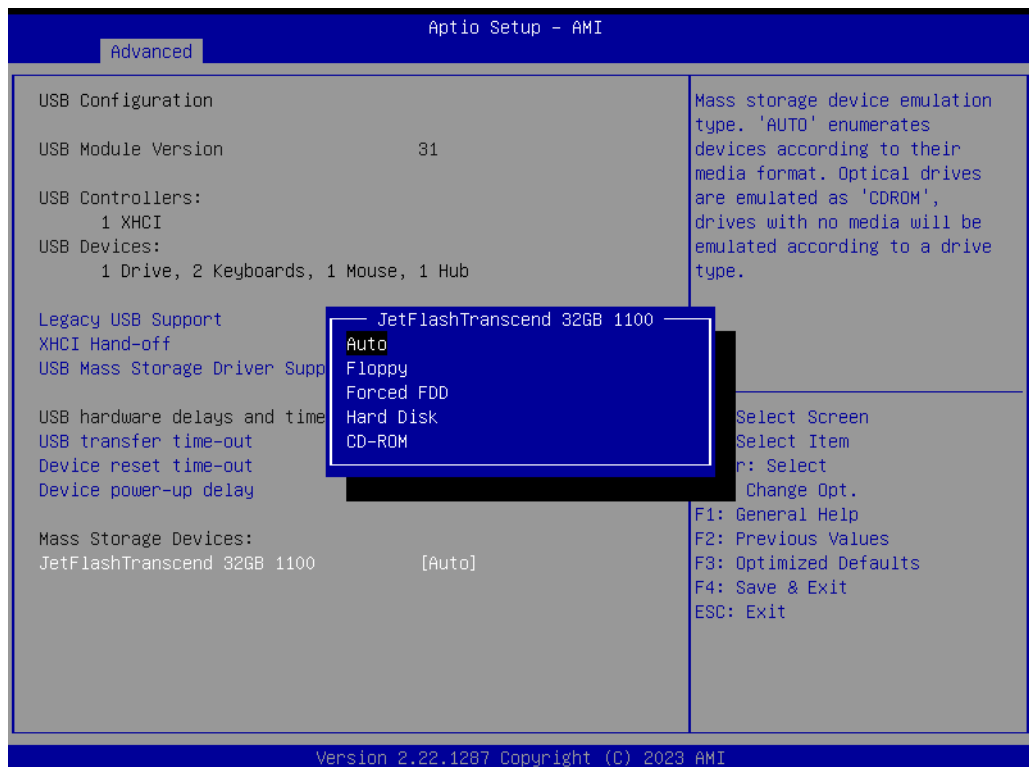 Aptio Setup – AMI
Advanced
USB Configuration
USB Module Version 31
USB Controllers:
1 XHCI
USB Devices:
1 Drive, 2 Keyboards, 1 Mouse, 1 Hub
Legacy USB Support
XHCI Hand-off
USB Mass Storage Driver Supp
USB hardware delays and time
USB transfer time-out
Device reset time-out
Device power-up delay
Mass Storage Devices:
JetFlashTranscend 32GB 1100 [Auto]
JetFlashTranscend 32GB 1100
Auto
Floppy
Forced FDD
Hard Disk
CD-ROM
Mass storage device emulation
type. 'AUTO' enumerates
devices according to their
media format. Optical drives
are emulated as 'CDROM',
drives with no media will be
emulated according to a drive
type.
Select Screen
Select Item
r: Select
Change Opt.
F1: General Help
F2: Previous Values
F3: Optimized Defaults
F4: Save & Exit
ESC: Exit
Version 2.22.1287 Copyright (C) 2023 AMI